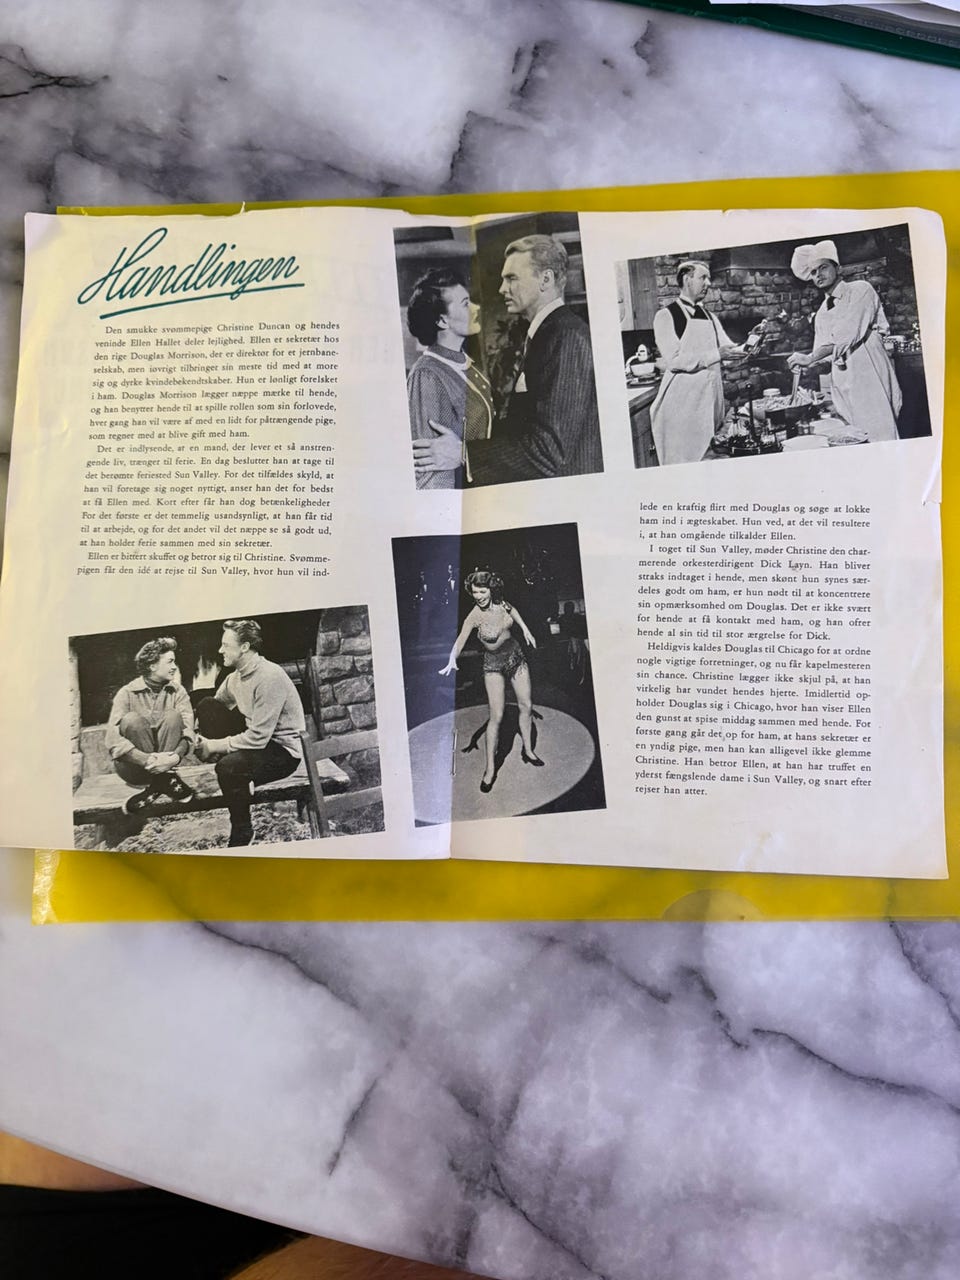 Handlingen
Den smukke svømmepige Christine Duncan og hendes
veninde Ellen Hallet deler lejlighed. Ellen er sekretær hos
den rige Douglas Morrison, der er direktør for et jernbane-
selskab, men iøvrigt tilbringer sin meste tid med at more
sig og dyrke kvindebekendtskaber. Hun er lønligt forelsket
i ham. Douglas Morrison lægger næppe mærke til hende,
og han benytter hende til at spille rollen som sin forlovede,
hver gang han vil være af med en lidt for påtrængende pige,
som regner med at blive gift med ham.
Det er indlysende, at en mand, der lever et så anstren-
gende liv, trænger til ferie. En dag beslutter han at tage til
det berømte feriested Sun Valley. For det tilfældes skyld, at
han vil foretage sig noget nyttigt, anser han det for bedst
at få Ellen med. Kort efter får han dog betænkeligheder
For det første er det temmelig usandsynligt, at han får tid
til at arbejde, og for det andet vil det næppe se så godt ud,
at han holder ferie sammen med sin sekretær.
Ellen er bittert skuffet og betror sig til Christine. Svømme-
pigen får den idé at rejse til Sun Valley, hvor hun vil ind-
lede en kraftig flirt med Douglas og søge at lokke
ham ind i ægteskabet. Hun ved, at det vil resultere
i, at han omgående tilkalder Ellen.
I toget til Sun Valley, møder Christine den char-
merende orkesterdirigent Dick Layn. Han bliver
straks indtaget i hende, men skønt hun synes sær-
deles godt om ham, er hun nødt til at koncentrere
sin opmærksomhed om Douglas. Det er ikke svært
for hende at få kontakt med ham, og han ofrer
hende al sin tid til stor ærgrelse for Dick.
Heldigvis kaldes Douglas til Chicago for at ordne
nogle vigtige forretninger, og nu får kapelmesteren
sin chance. Christine lægger ikke skjul på, at han
virkelig har vundet hendes hjerte. Imidlertid op-
holder Douglas sig i Chicago, hvor han viser Ellen
den gunst at spise middag sammen med hende. For
første gang går det op for ham, at hans sekretær er
en yndig pige, men han kan alligevel ikke glemme
Christine. Han betror Ellen, at han har truffet en
yderst fængslende dame i Sun Valley, og snart efter
rejser han atter.